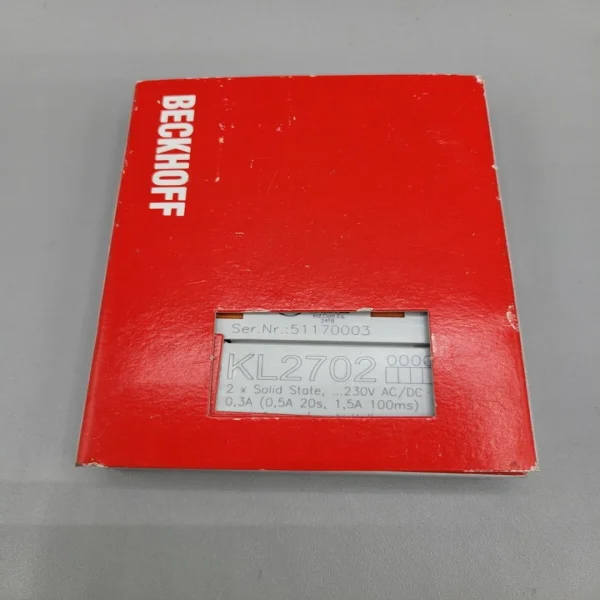 BECKHOFF
Ser.Nr.:51170003
KL2702
2 x Solid State, ...230V AC/DC
0,3A (0,5A 20s, 1,5A 100ms)